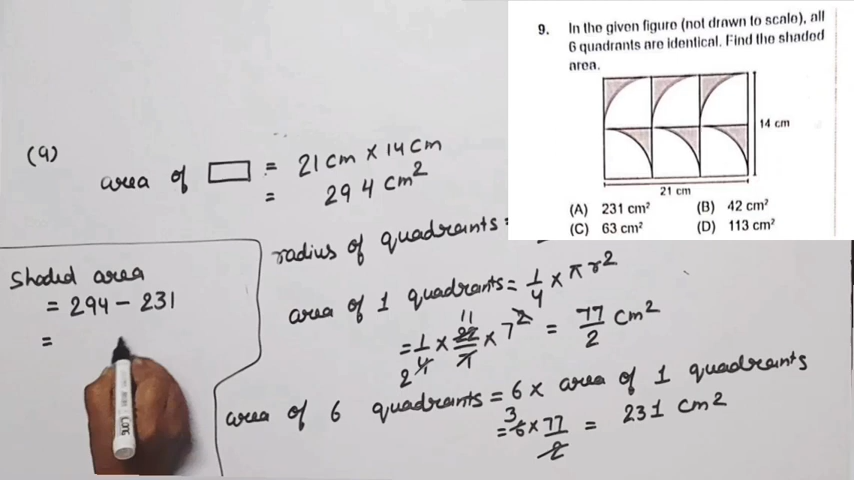 9. In the given figure (not drawn to scale), all
6 quadrants are identical. Find the shaded
area.
14 cm
21 cm
(A) 231 cm² (B) 42 cm²
(C) 63 cm² (D) 113 cm²
(9)
area of ▭ = 21 cm × 14 cm
= 294 cm²
radius of quadrants =
area of 1 quadrants = 1/4 × π r²
= 1/4 × 22/7 × 7² = 77/2 cm²
11
2
area of 6 quadrants = 6 × area of 1 quadrants
3
= 6 × 77/2 = 231 cm²
Shaded area
= 294 − 231
=